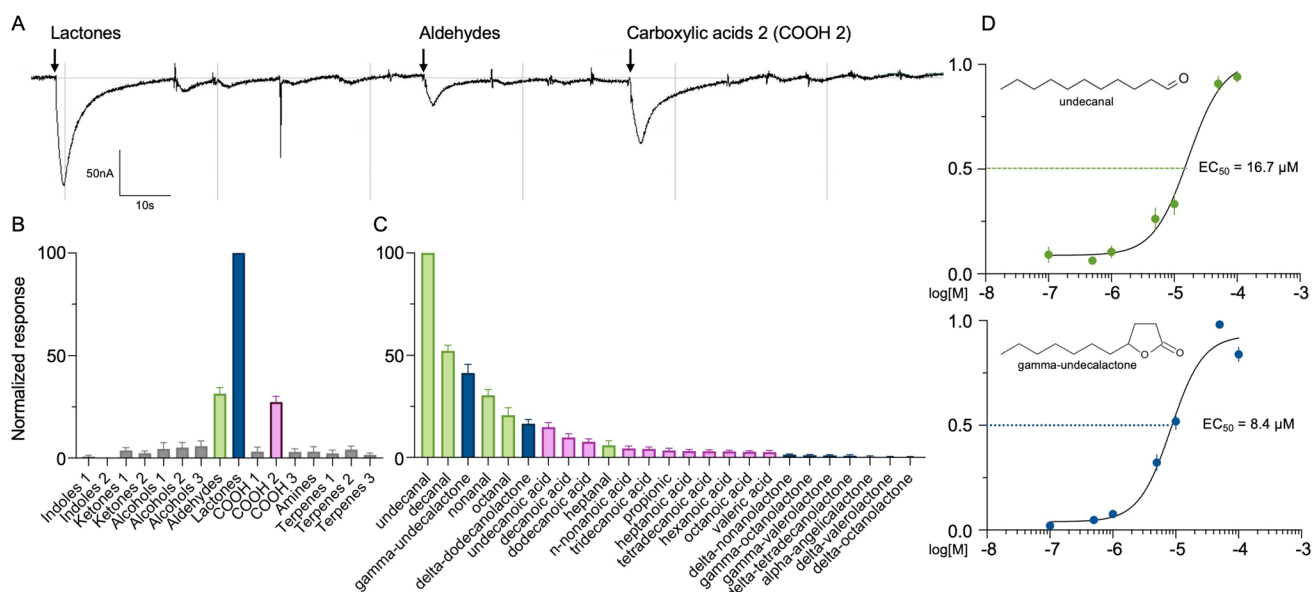 A
Lactones
Aldehydes
Carboxylic acids 2 (COOH 2)
50nA
10s
B
Normalized response
100
50
0
Indoles 1
Indoles 2
Ketones 1
Ketones 2
Alcohols 1
Alcohols 2
Alcohols 3
Aldehydes
Lactones
COOH 1
COOH 2
COOH 3
Amines
Terpenes 1
Terpenes 2
Terpenes 3
C
100
50
0
undecanal
decanal
gamma-undecalactone
nonanal
octanal
delta-dodecanolactone
undecanoic acid
decanoic acid
dodecanoic acid
heptanal
n-nonanoic acid
tridecanoic acid
propionic
heptanoic acid
tetradecanoic acid
hexanoic acid
octanoic acid
valeric acid
delta-nonanolactone
gamma-octanolactone
gamma-valerolactone
delta-tetradecanolactone
alpha-angelicalactone
delta-valerolactone
delta-octanolactone
D
1.0
0.5
0.0
O
undecanal
EC50 = 16.7 µM
log[M]
-8 -7 -6 -5 -4 -3
1.0
0.5
0.0
O
O
gamma-undecalactone
EC50 = 8.4 µM
log[M]
-8 -7 -6 -5 -4 -3